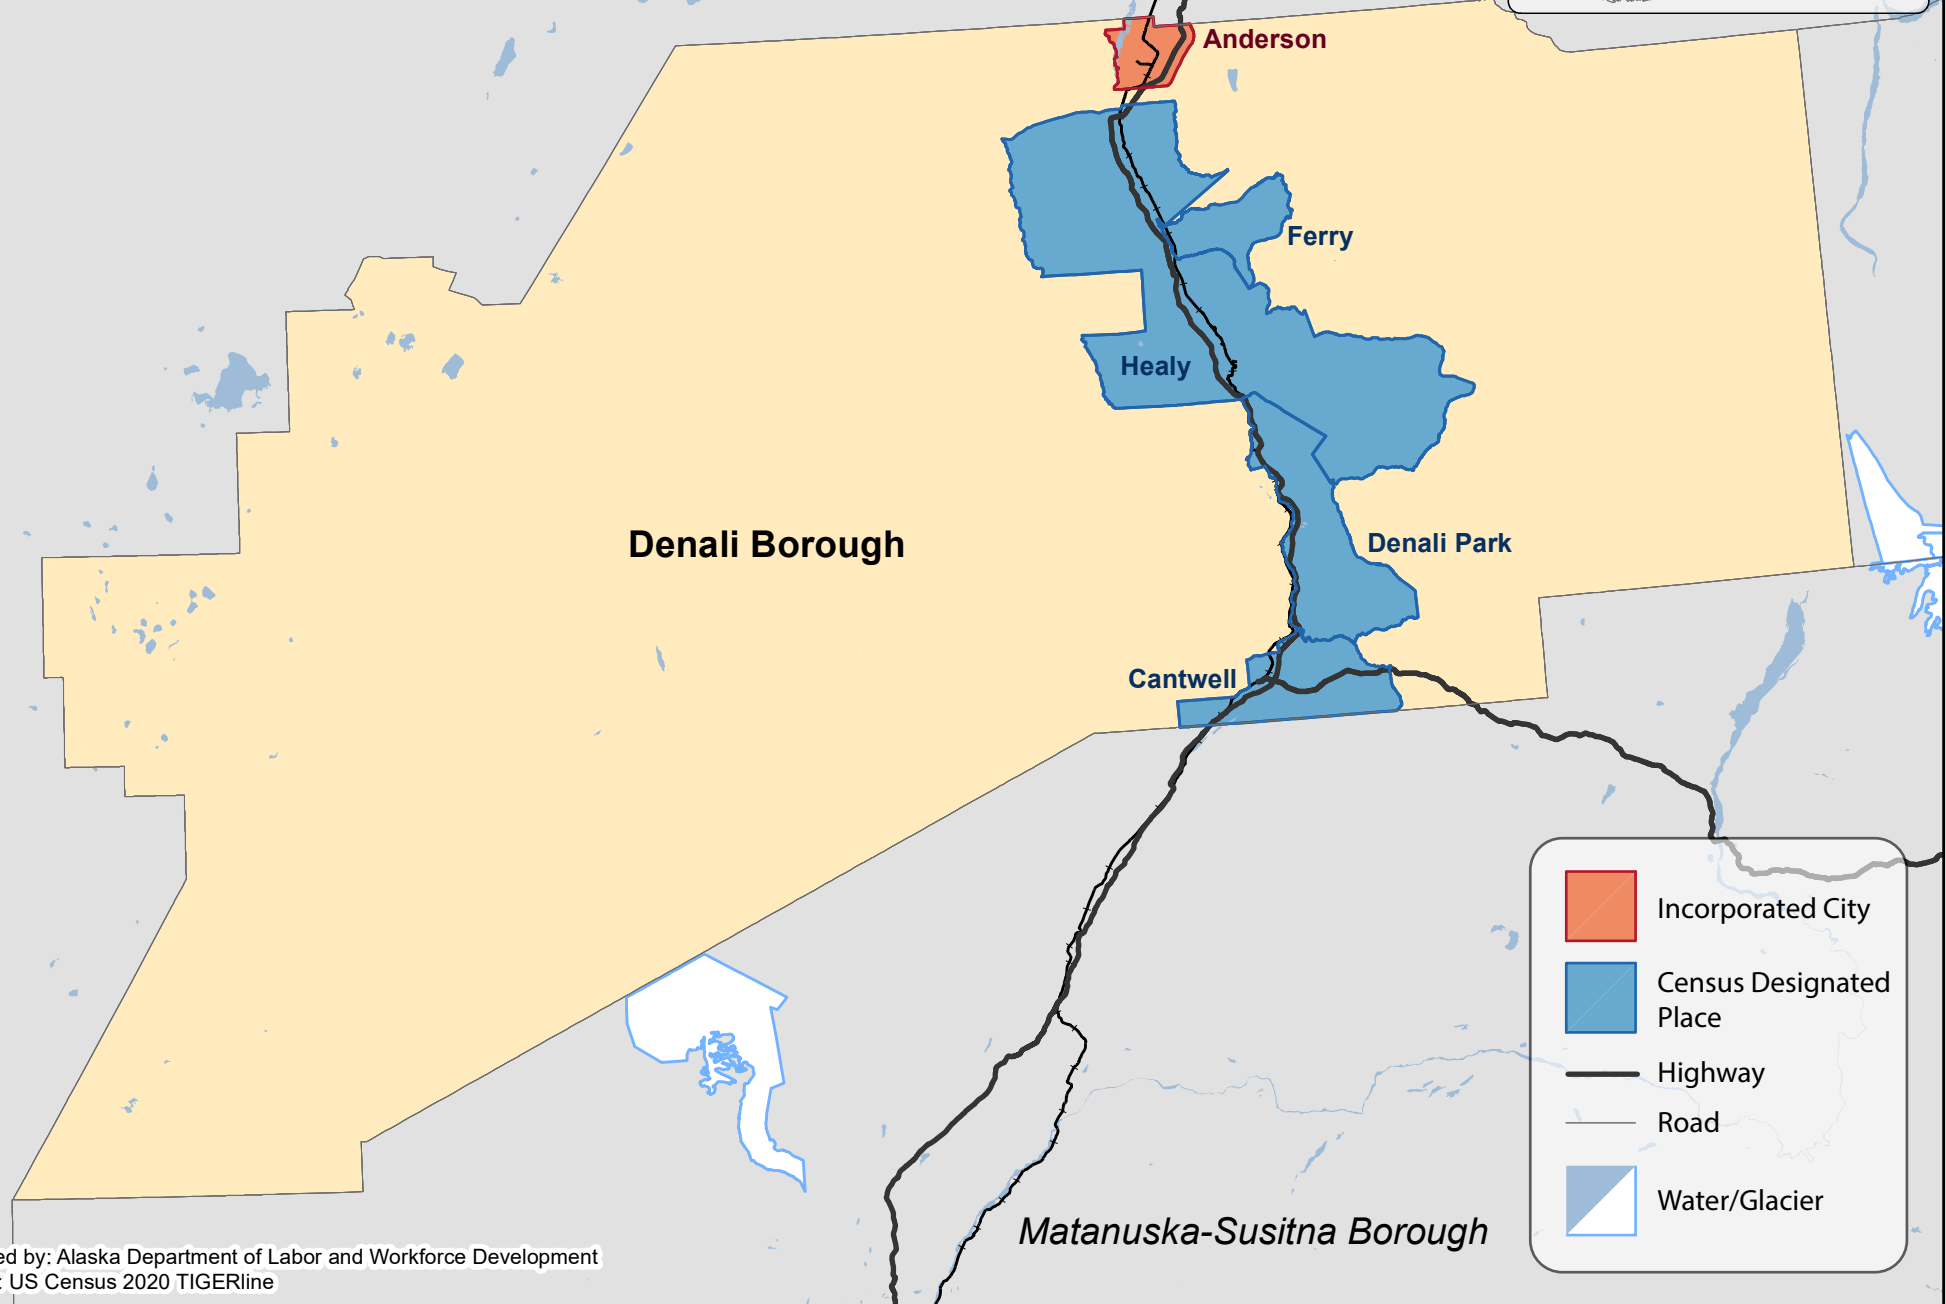 Anderson
Ferry
Healy
Denali Borough
Denali Park
Cantwell
Incorporated City
Census Designated
Place
Highway
Road
Water/Glacier
Matanuska-Susitna Borough
ed by: Alaska Department of Labor and Workforce Development
: US Census 2020 TIGERline